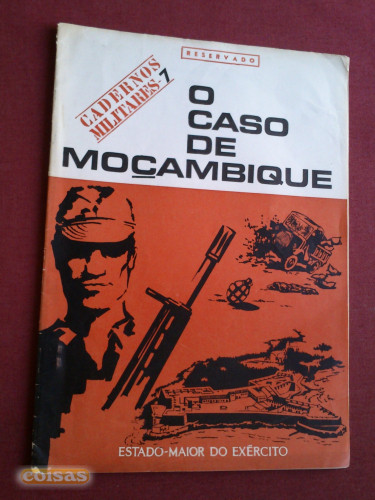 RESERVADO
CADERNOS
MILITARES-7
O
CASO
DE
MOÇAMBIQUE
ESTADO-MAIOR DO EXÉRCITO
coisas